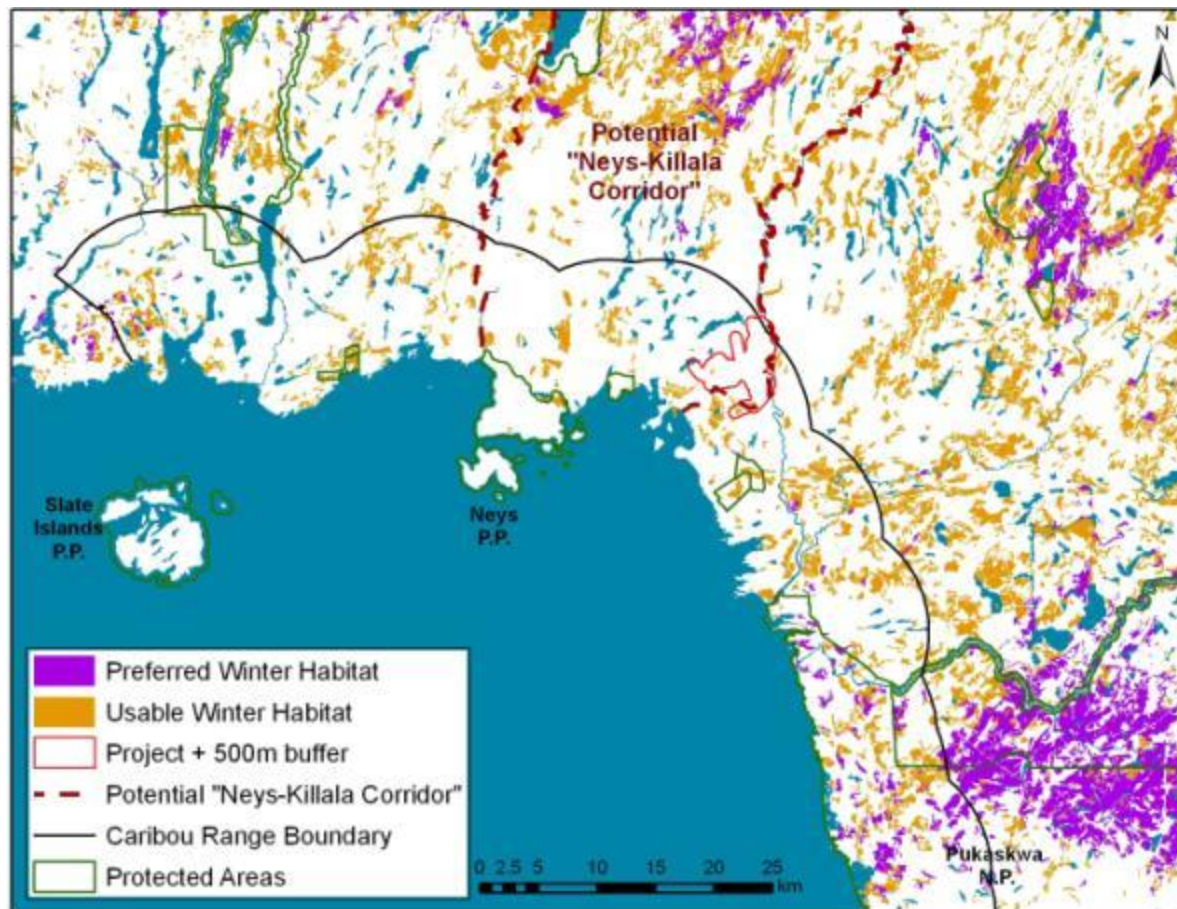 N
Potential
"Neys-Killala
Corridor"
Slate
Islands
P.P.
Neys
P.P.
Preferred Winter Habitat
Usable Winter Habitat
Project + 500m buffer
Potential "Neys-Killala Corridor"
Caribou Range Boundary
Protected Areas
0 2.5 5 10 15 20 25
km
Pukaskwa
N.P.